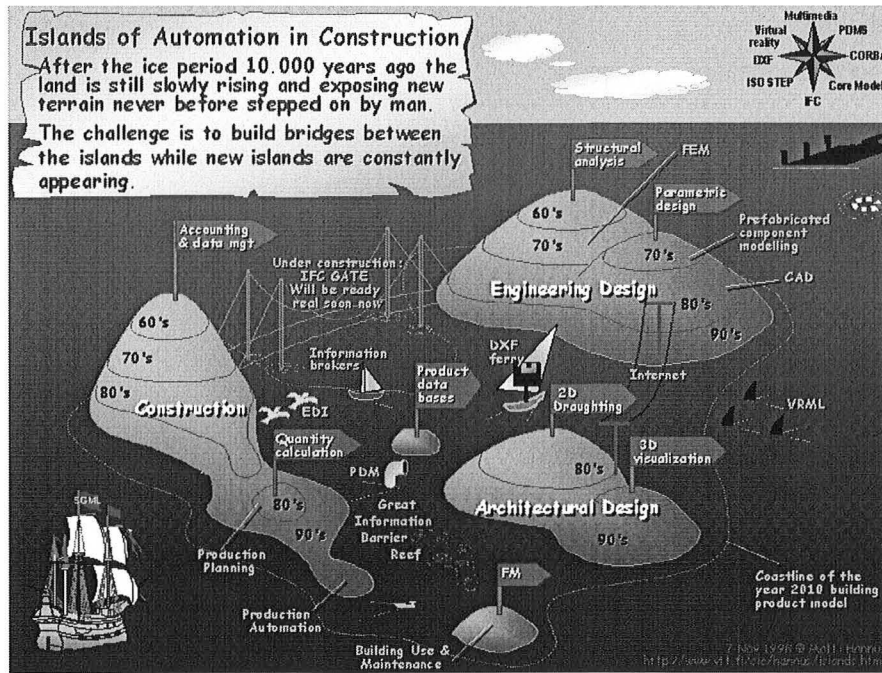 Islands of Automation in Construction
After the ice period 10.000 years ago the
land is still slowly rising and exposing new
terrain never before stepped on by man.
The challenge is to build bridges between
the islands while new islands are constantly
appearing.
Multimedia
Virtual
reality
PDMS
DXF
CORBA
ISO STEP
Core Model
IFC
Structural
analysis
FEM
Parametric
design
Prefabricated
component
modelling
CAD
60's
70's
70's
80's
90's
Engineering Design
Accounting
& data mgt.
Under construction:
IFC GATE
Will be ready
real soon now
60's
70's
80's
Construction
Information
brokers
EDI
Product
data
bases
DXF
ferry
Internet
VRML
Quantity
calculation
2D
Draughting
3D
visualization
80's
Architectural Design
90's
PDM
Great
Information
Barrier
Reef
80's
90's
Production
Planning
Production
Automation
SGML
FM
Building Use &
Maintenance
Coastline of the
year 2010 building
product model
7 Nov 1998 © Matti Hannus